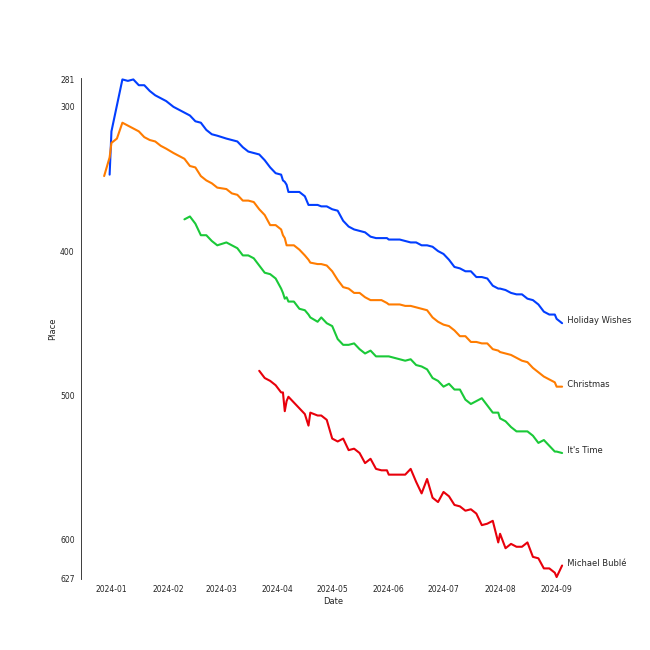 281
300
400
500
600
627
Place
2024-01
2024-02
2024-03
2024-04
2024-05
2024-06
2024-07
2024-08
2024-09
Date
Holiday Wishes
Christmas
It's Time
Michael Bublé